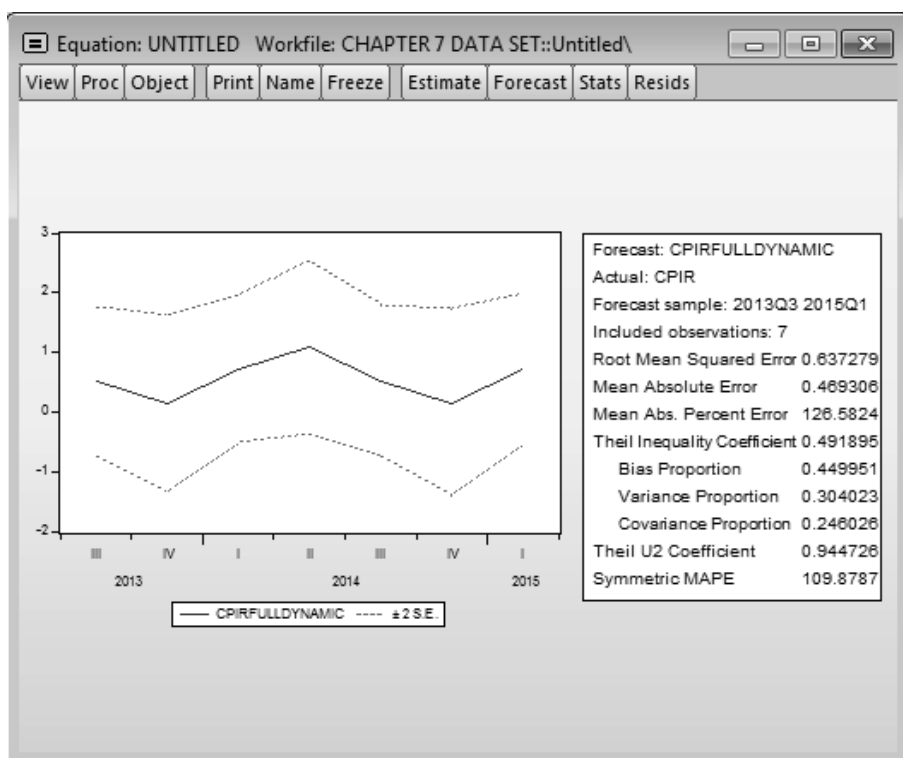 Equation: UNTITLED Workfile: CHAPTER 7 DATA SET::Untitled\
View Proc Object Print Name Freeze Estimate Forecast Stats Resids
3
2
1
0
-1
-2
III IV I II III IV I
2013 2014 2015
CPIRFULLDYNAMIC ± 2 S.E.
Forecast: CPIRFULLDYNAMIC
Actual: CPIR
Forecast sample: 2013Q3 2015Q1
Included observations: 7
Root Mean Squared Error 0.637279
Mean Absolute Error 0.469306
Mean Abs. Percent Error 126.5824
Theil Inequality Coefficient 0.491895
Bias Proportion 0.449951
Variance Proportion 0.304023
Covariance Proportion 0.246026
Theil U2 Coefficient 0.944726
Symmetric MAPE 109.8787